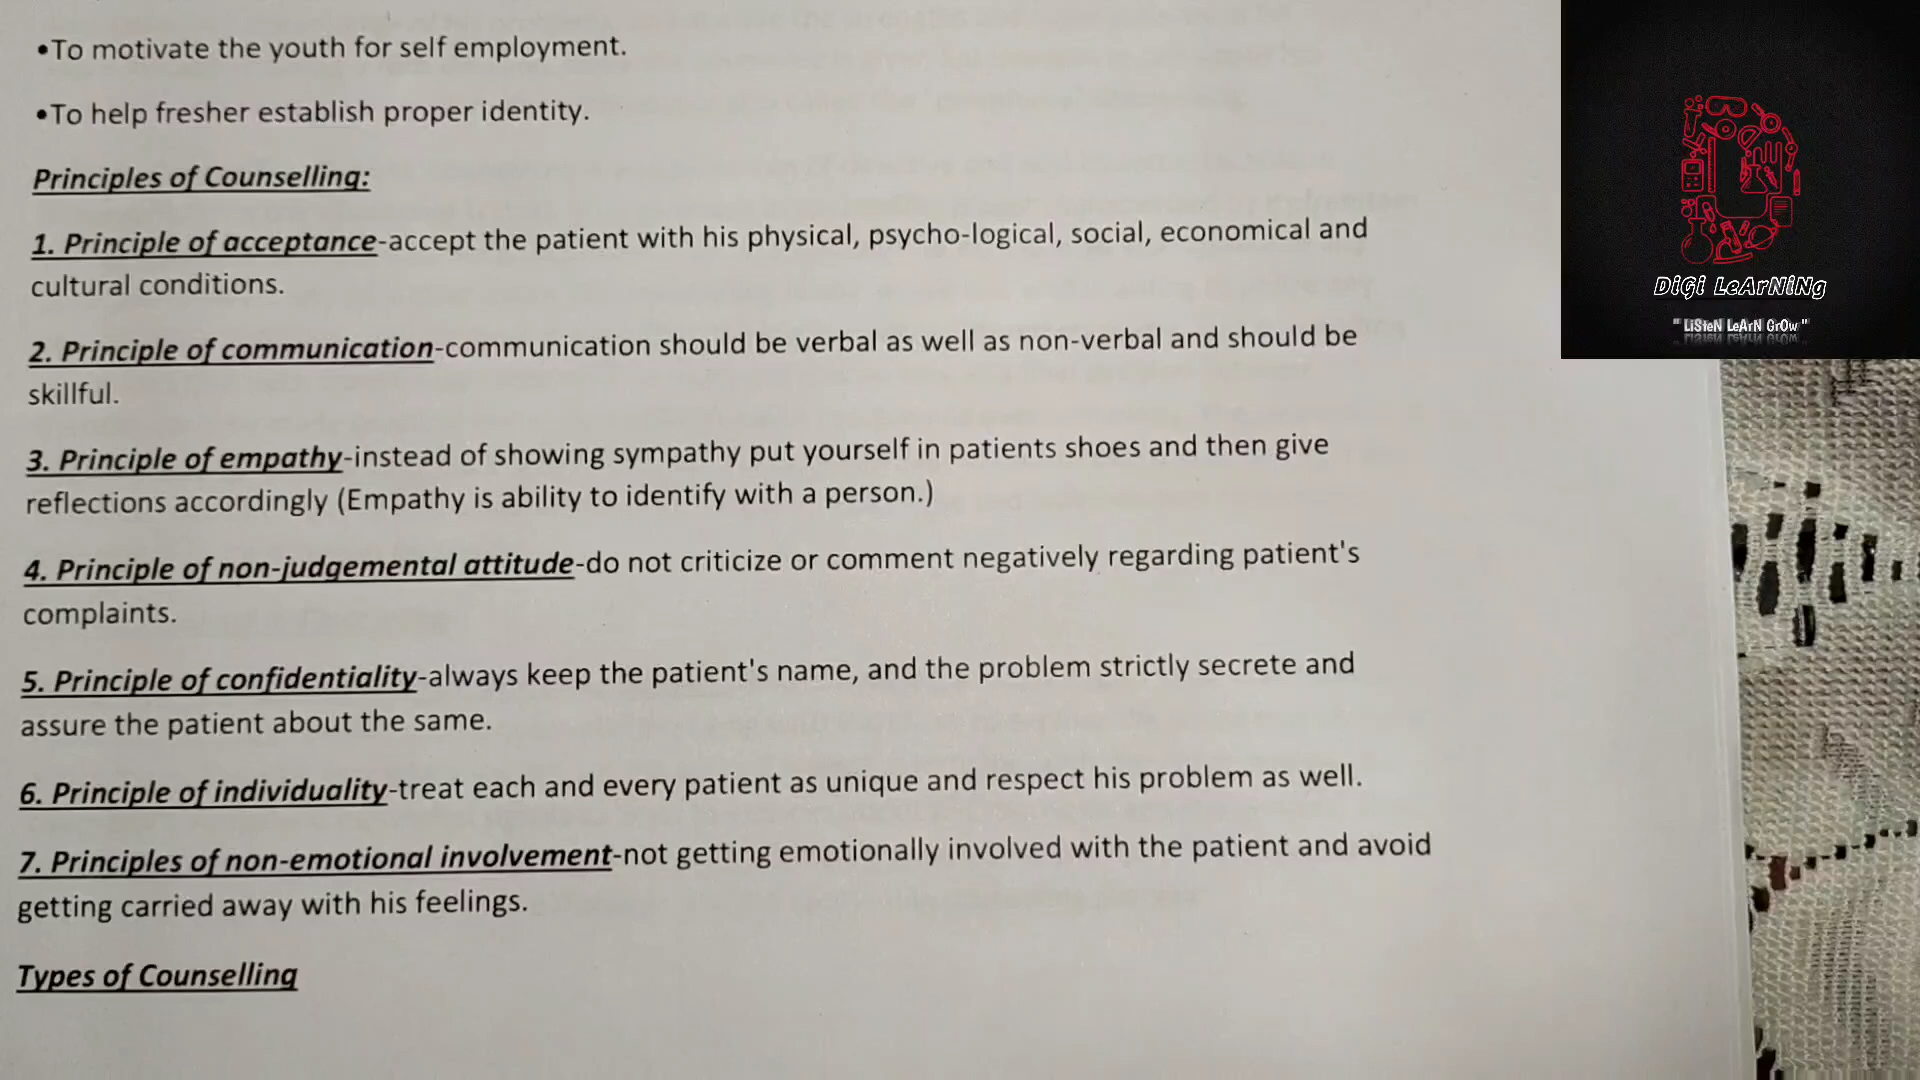 •To motivate the youth for self employment.
•To help fresher establish proper identity.
Principles of Counselling:
1. Principle of acceptance-accept the patient with his physical, psycho-logical, social, economical and
cultural conditions.
2. Principle of communication-communication should be verbal as well as non-verbal and should be
skillful.
3. Principle of empathy-instead of showing sympathy put yourself in patients shoes and then give
reflections accordingly (Empathy is ability to identify with a person.)
4. Principle of non-judgemental attitude-do not criticize or comment negatively regarding patient's
complaints.
5. Principle of confidentiality-always keep the patient's name, and the problem strictly secrete and
assure the patient about the same.
6. Principle of individuality-treat each and every patient as unique and respect his problem as well.
7. Principles of non-emotional involvement-not getting emotionally involved with the patient and avoid
getting carried away with his feelings.
Types of Counselling
DiGi LeArNiNg
" LiSteN LeArN GrOw "